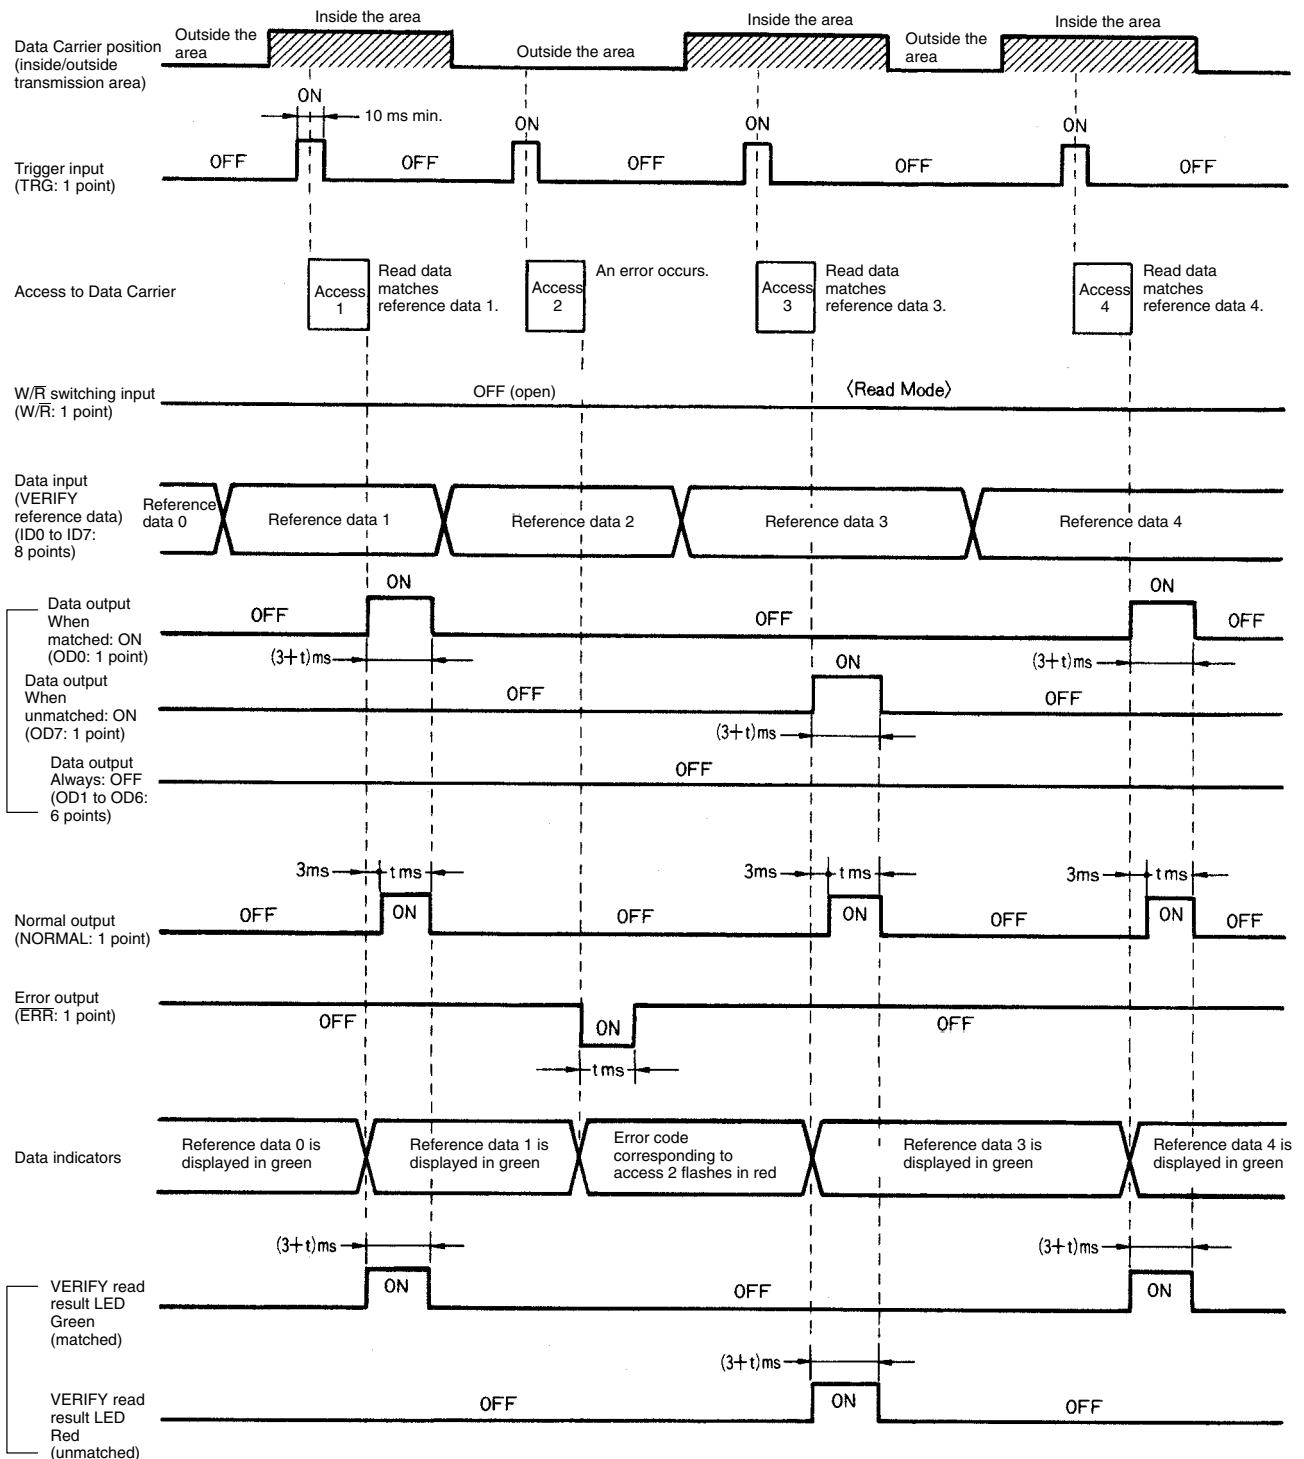 Inside the area
Inside the area
Inside the area
Outside the
area
Outside the area
Outside the
area
Data Carrier position
(inside/outside
transmission area)
ON
10 ms min.
ON
ON
ON
OFF
OFF
OFF
OFF
OFF
Trigger input
(TRG: 1 point)
Access to Data Carrier
Access
1
Read data
matches
reference data 1.
Access
2
An error occurs.
Access
3
Read data
matches
reference data 3.
Access
4
Read data
matches
reference data 4.
W/R̅ switching input
(W/R̅: 1 point)
OFF (open)
〈Read Mode〉
Data input
(VERIFY
reference data)
(ID0 to ID7:
8 points)
Reference
data 0
Reference data 1
Reference data 2
Reference data 3
Reference data 4
Data output
When
matched: ON
(OD0: 1 point)
OFF
ON
OFF
ON
OFF
(3+t)ms
(3+t)ms
Data output
When
unmatched: ON
(OD7: 1 point)
OFF
ON
OFF
(3+t)ms
Data output
Always: OFF
(OD1 to OD6:
6 points)
OFF
3ms
t ms
3ms
t ms
3ms
t ms
Normal output
(NORMAL: 1 point)
OFF
ON
OFF
ON
OFF
ON
OFF
Error output
(E̅R̅R̅: 1 point)
OFF
ON
OFF
t ms
Data indicators
Reference data 0 is
displayed in green
Reference data 1 is
displayed in green
Error code
corresponding to
access 2 flashes in red
Reference data 3 is
displayed in green
Reference data 4 is
displayed in green
(3+t)ms
(3+t)ms
VERIFY read
result LED
Green
(matched)
ON
OFF
ON
(3+t)ms
VERIFY read
result LED
Red
(unmatched)
OFF
ON
OFF